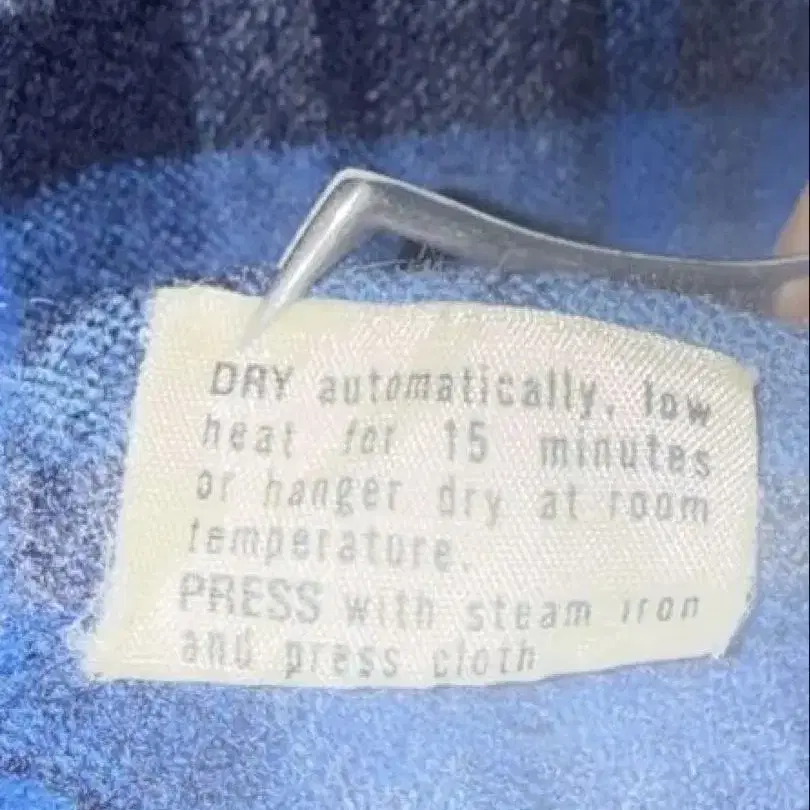 DRY automatically, low
heat for 15 minutes
or hanger dry at room
temperature.
PRESS with steam iron
and press cloth